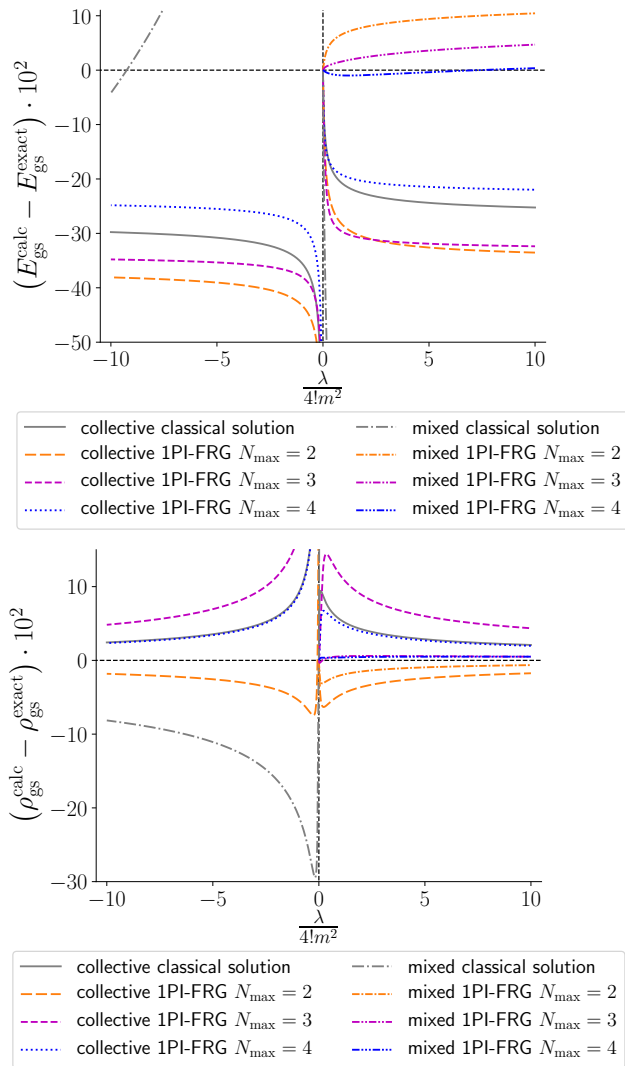 10
0
−10
−20
−30
−40
−50
(E_gs^calc − E_gs^exact) · 10^2
−10 −5 0 5 10
λ
4!m^2
collective classical solution mixed classical solution
collective 1PI-FRG N_max = 2 mixed 1PI-FRG N_max = 2
collective 1PI-FRG N_max = 3 mixed 1PI-FRG N_max = 3
collective 1PI-FRG N_max = 4 mixed 1PI-FRG N_max = 4
10
0
−10
−20
−30
(ρ_gs^calc − ρ_gs^exact) · 10^2
−10 −5 0 5 10
λ
4!m^2
collective classical solution mixed classical solution
collective 1PI-FRG N_max = 2 mixed 1PI-FRG N_max = 2
collective 1PI-FRG N_max = 3 mixed 1PI-FRG N_max = 3
collective 1PI-FRG N_max = 4 mixed 1PI-FRG N_max = 4